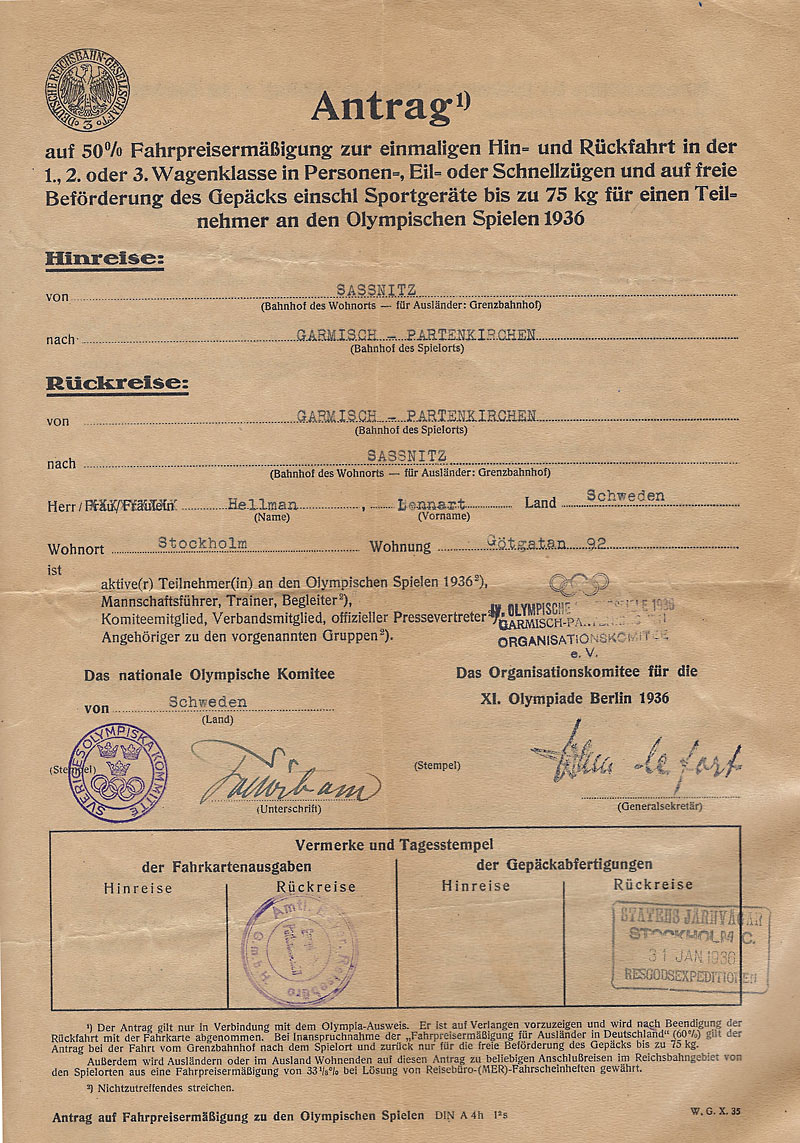 DEUTSCHE REICHSBAHN-GESELLSCHAFT
3
Antrag¹)
auf 50% Fahrpreisermäßigung zur einmaligen Hin= und Rückfahrt in der
1., 2. oder 3. Wagenklasse in Personen=, Eil= oder Schnellzügen und auf freie
Beförderung des Gepäcks einschl Sportgeräte bis zu 75 kg für einen Teil=
nehmer an den Olympischen Spielen 1936
Hinreise:
von SASSNITZ
(Bahnhof des Wohnorts — für Ausländer: Grenzbahnhof)
nach GARMISCH - PARTENKIRCHEN
(Bahnhof des Spielorts)
Rückreise:
von GARMISCH - PARTENKIRCHEN
(Bahnhof des Spielorts)
nach SASSNITZ
(Bahnhof des Wohnorts — für Ausländer: Grenzbahnhof)
Herr/Frau/Fräulein Hellman, Lennart Land Schweden
(Name) (Vorname)
Wohnort Stockholm Wohnung Götgatan 92
ist
aktive(r) Teilnehmer(in) an den Olympischen Spielen 1936²),
Mannschaftsführer, Trainer, Begleiter²),
Komiteemitglied, Verbandsmitglied, offizieller Pressevertreter²),
Angehöriger zu den vorgenannten Gruppen²).
IV. OLYMPISCHE SPIELE 1936
GARMISCH-PA
ORGANISATIONSKOMITEE
e. V.
Das nationale Olympische Komitee
von Schweden
(Land)
Das Organisationskomitee für die
XI. Olympiade Berlin 1936
SVERIGES OLYMPISKA KOMMITTÉ
(Stempel)
(Unterschrift)
(Stempel)
le fort
(Generalsekretär)
Vermerke und Tagesstempel
der Fahrkartenausgaben
der Gepäckabfertigungen
Hinreise
Rückreise
Hinreise
Rückreise
Amtl. Bayr. Reisebüro
STATENS JÄRNVÄGAR
STOCKHOLM C.
31 JAN 1936
RESGODSEXPEDITIONEN
¹) Der Antrag gilt nur in Verbindung mit dem Olympia-Ausweis. Er ist auf Verlangen vorzuzeigen und wird nach Beendigung der
Rückfahrt mit der Fahrkarte abgenommen. Bei Inanspruchnahme der „Fahrpreisermäßigung für Ausländer in Deutschland" (60%) gilt der
Antrag bei der Fahrt vom Grenzbahnhof nach dem Spielort und zurück nur für die freie Beförderung des Gepäcks bis zu 75 kg.
Außerdem wird Ausländern oder im Ausland Wohnenden auf diesen Antrag zu beliebigen Anschlußreisen im Reichsbahngebiet von
den Spielorten aus eine Fahrpreisermäßigung von 33⅓% bei Lösung von Reisebüro-(MER)-Fahrscheinheften gewährt.
²) Nichtzutreffendes streichen.
Antrag auf Fahrpreisermäßigung zu den Olympischen Spielen DIN A 4h 1²s
W. G. X. 35